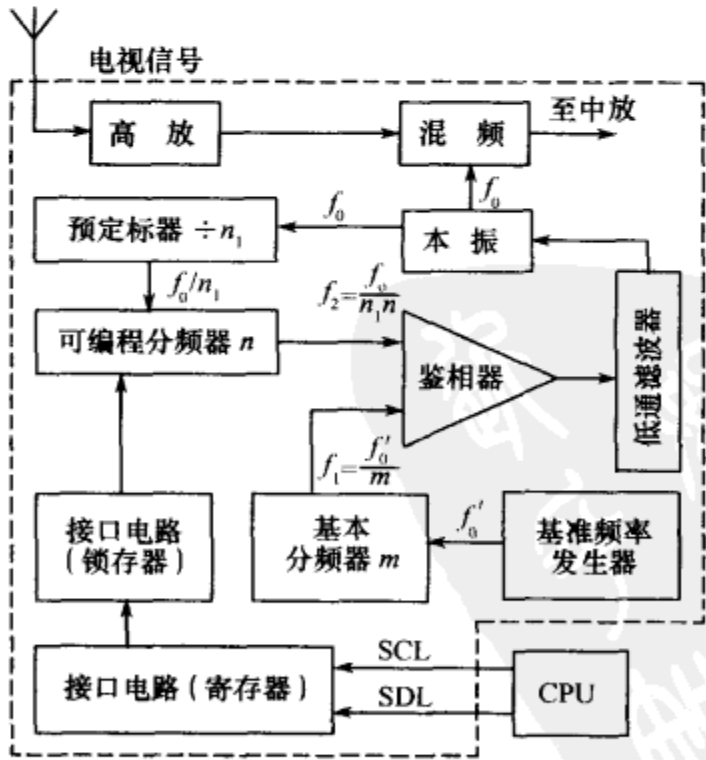 电视信号
高 放
混 频
至中放
f₀
f₀
预定标器 ÷n₁
本 振
f₀/n₁
f₂=f₀/n₁n
可编程分频器 n
鉴相器
低通滤波器
f₁=f₀′/m
接口电路
(锁存器)
基本
分频器 m
f₀′
基准频率
发生器
接口电路(寄存器)
SCL
SDL
CPU